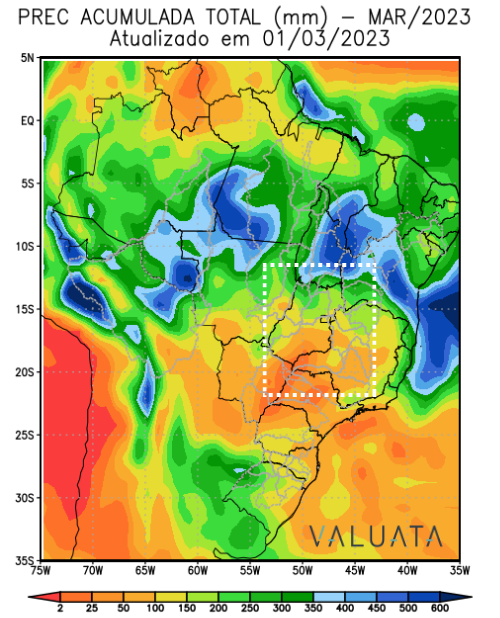 PREC ACUMULADA TOTAL (mm) – MAR/2023
Atualizado em 01/03/2023
5N
EQ
5S
10S
15S
20S
25S
30S
35S
VALUATA
75W 70W 65W 60W 55W 50W 45W 40W 35W
2 25 50 100 150 200 250 300 350 400 450 500 600